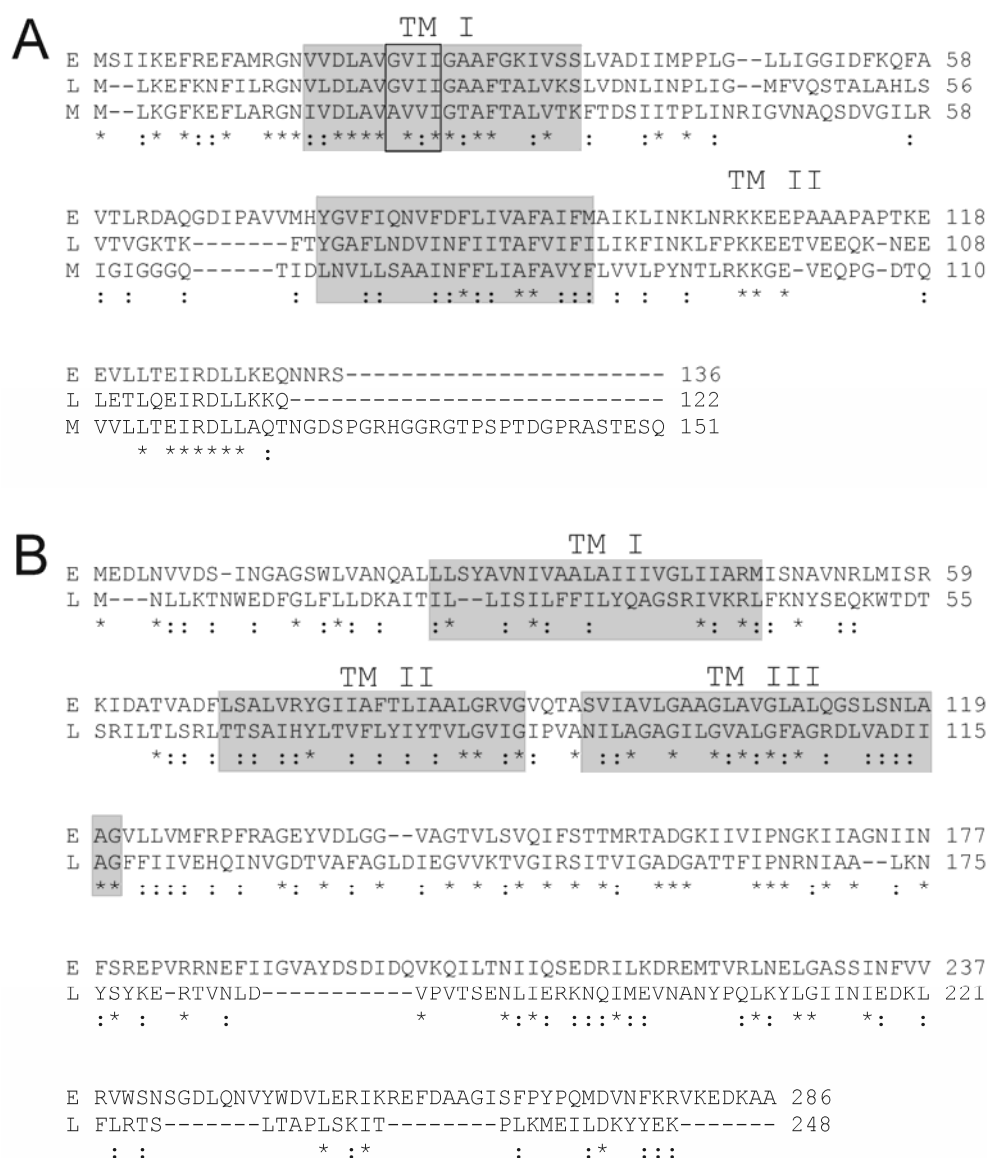 A
TM I
E MSIIKEFREFAMRGNVVDLAVGVIIGAAFGKIVSSLVADIIMPPLG--LLIGGIDFKQFA 58
L M--LKEFKNFILRGNVLDLAVGVIIGAAFTALVKSLVDNLINPLIG--MFVQSTALAHLS 56
M M--LKGFKEFLARGNIVDLAVAVVIGTAFTALVTKFTDSIITPLINRIGVNAQSDVGILR 58
*  :* *::*  ***::**** *:**:**  :*  :   :* * :             :
TM II
E VTLRDAQGDIPAVVMHYGVFIQNVFDFLIVAFAIFMAIKLINKLNRKKEEPAAAPAPTKE 118
L VTVGKTK-------FTYGAFLNDVINFIITAFVIFILIKFINKLFPKKEETVEEQK-NEE 108
M IGIGGGQ------TIDLNVLLSAAINFFLIAFAVYFLVVLPYNTLRKKGE-VEQPG-DTQ 110
: :   :       :    ::   ::*:: ** ::: : :  :   ** *         :
E EVLLTEIRDLLKEQNNRS----------------------- 136
L LETLQEIRDLLKKQ--------------------------- 122
M VVLLTEIRDLLAQTNGDSPGRHGGRGTPSPTDGPRASTESQ 151
* ****** :
B
TM I
E MEDLNVVDS-INGAGSWLVANQALLLSYAVNIVAALAIIIVGLIIARMISNAVNRLMISR 59
L M---NLLKTNWEDFGLFLLDKAITIL--LISILFFILYQAGSRIVKRLFKNYSEQKWTDT 55
*   *:: :  :  * :*: :   :*   : *:  :       *: *:: *  ::
TM II TM III
E KIDATVADFLSALVRYGIIAFTLIAALGRVGVQTASVIAVLGAAGLAVGLALQGSLSNLA 119
L SRILTLSRLTTSAIHYLTVFLYIYTVLGVIGIPVANILAGAGILGVALGFAGRDLVADII 115
*:: : :: ::*    : : : ** *:  * ::*  * *:*:*:*  :  ::::
E AGVLLVMFRPFRAGEYVDLGG--VAGTVLSVQIFSTTMRTADGKIIVIPNGKIIAGNIIN 177
L AGFFIIVEHQINVGDTVAFAGLDIEGVVKTVGIRSITVIGADGATTFIPNRNIAA--LKN 175
** :::: :    *: *  *  : * * :* * * *:  ***    *** :* *  : *
E FSREPVRRNEFIIGVAYDSDIDQVKQILTNIIQSEDRILKDREMTVRLNELGASSINFVV 237
L YSYKE-RTVNLD-----------VPVTSENLIERKNQIMEVNANYPQLKYLGIINIEDKL 221
:* :  *  :             *     *:*: :::*::      :*: **   *:  :
E RVWSNSGDLQNVYWDVLERIKREFDAAGISFPYPQMDVNFKRVKEDKAA 286
L FLRTS-------LTAPLSKIT--------PLKMEILDKYYEK------- 248
: :            * :*          :    :*  :::